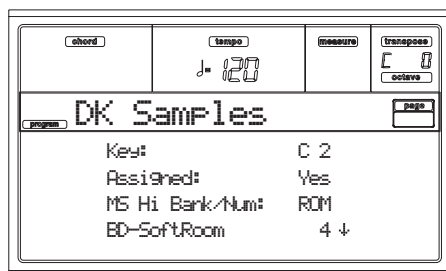 chord tempo measure transpose
♩= 120 C 0
octave
program DK Samples page
Key: C 2
Assigned: Yes
MS Hi Bank/Num: ROM
BD-SoftRoom 4 ↓